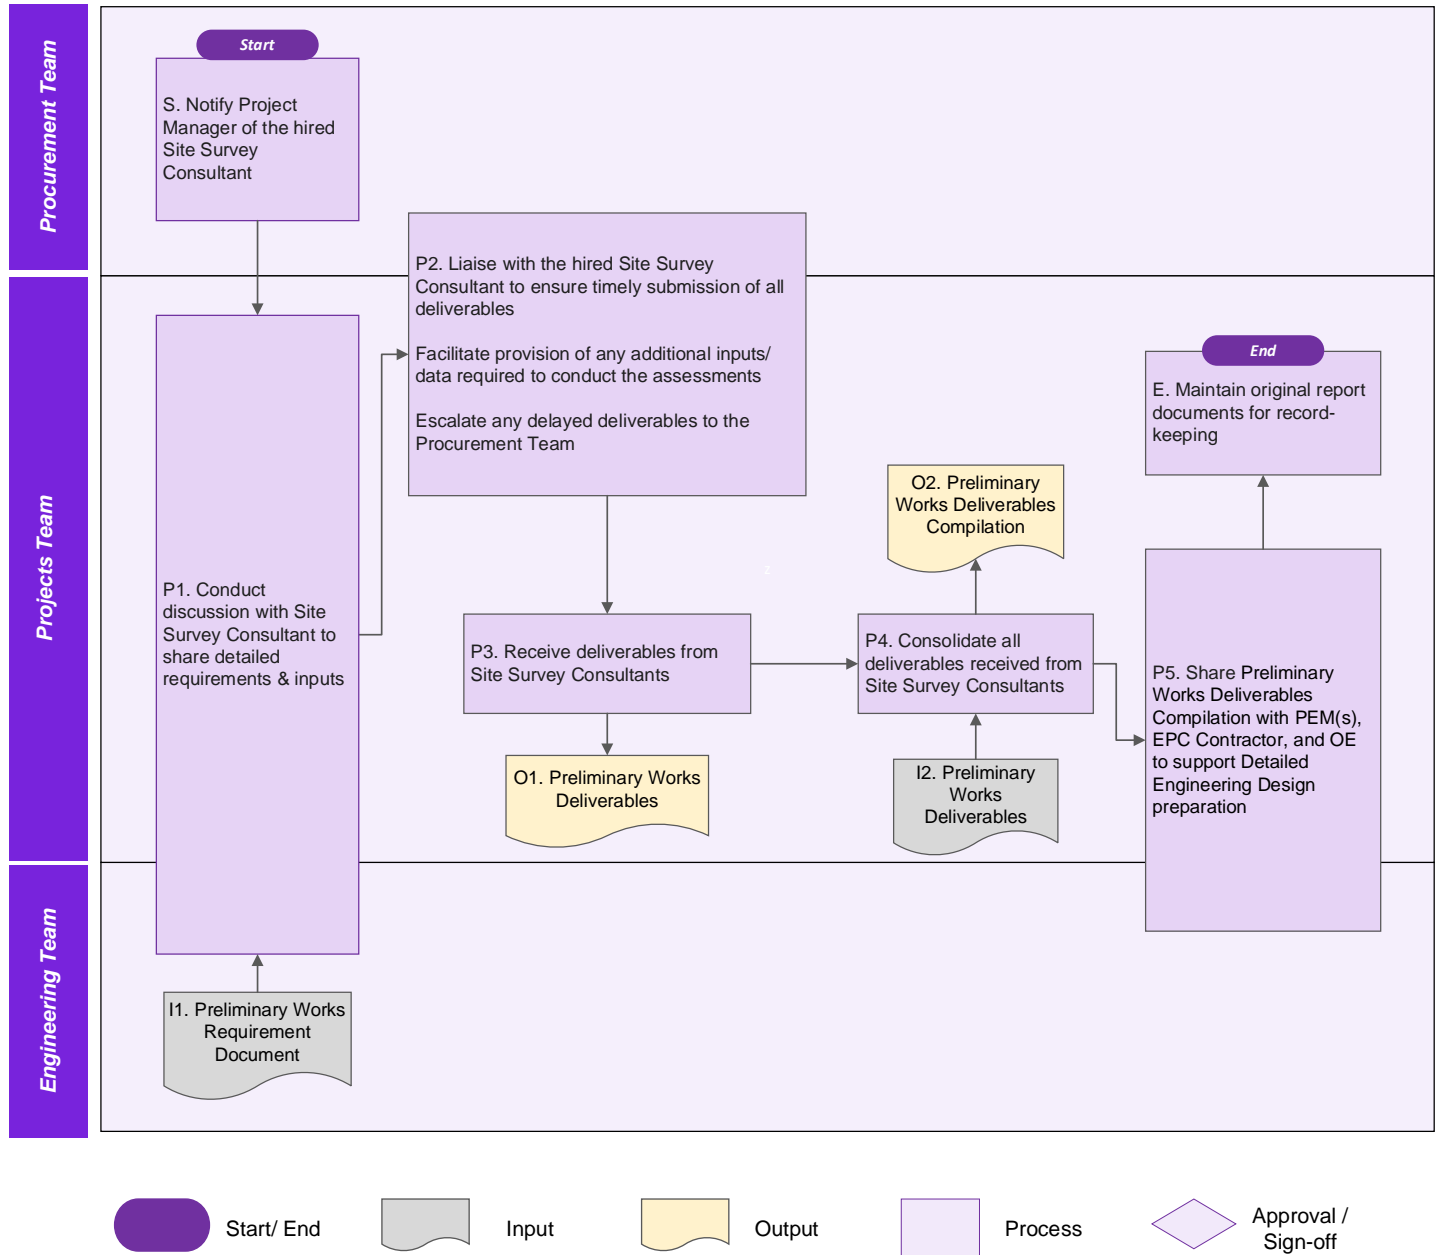 Procurement Team
Start
S. Notify Project
Manager of the hired
Site Survey
Consultant
P2. Liaise with the hired Site Survey
Consultant to ensure timely submission of all
deliverables
Facilitate provision of any additional inputs/
data required to conduct the assessments
Escalate any delayed deliverables to the
Procurement Team
Projects Team
P1. Conduct
discussion with Site
Survey Consultant to
share detailed
requirements & inputs
End
E. Maintain original report
documents for record-
keeping
O2. Preliminary
Works Deliverables
Compilation
z
P3. Receive deliverables from
Site Survey Consultants
P4. Consolidate all
deliverables received from
Site Survey Consultants
P5. Share Preliminary
Works Deliverables
Compilation with PEM(s),
EPC Contractor, and OE
to support Detailed
Engineering Design
preparation
O1. Preliminary Works
Deliverables
I2. Preliminary
Works
Deliverables
Engineering Team
I1. Preliminary Works
Requirement
Document
Start/ End
Input
Output
Process
Approval /
Sign-off